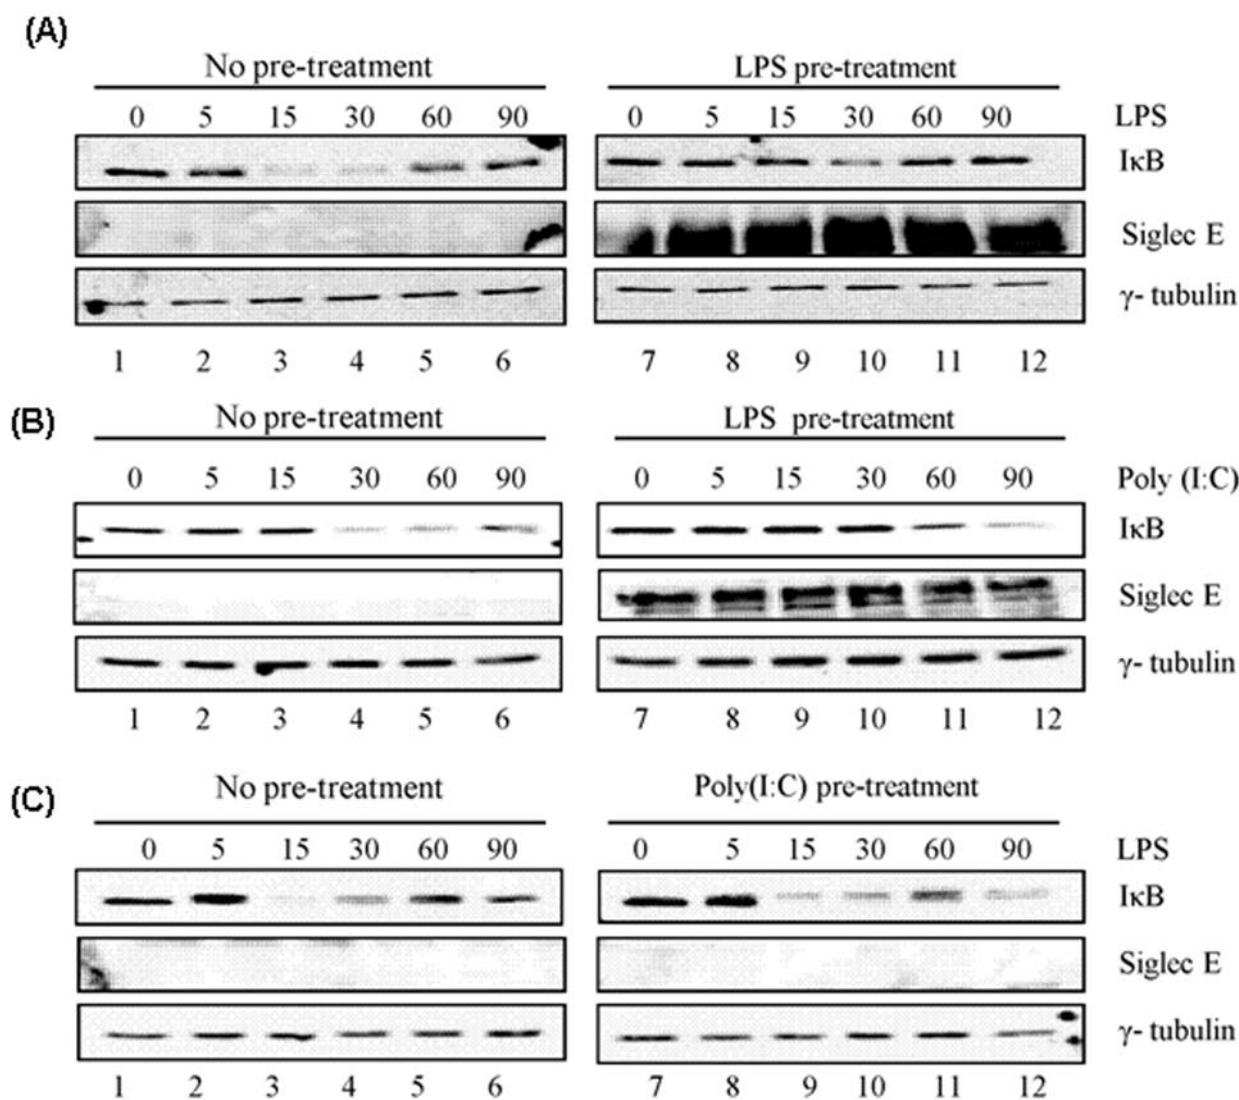 (A)
No pre-treatment LPS pre-treatment
0 5 15 30 60 90 0 5 15 30 60 90 LPS
IκB
Siglec E
γ- tubulin
1 2 3 4 5 6 7 8 9 10 11 12
(B) No pre-treatment LPS pre-treatment
0 5 15 30 60 90 0 5 15 30 60 90 Poly (I:C)
IκB
Siglec E
γ- tubulin
1 2 3 4 5 6 7 8 9 10 11 12
(C) No pre-treatment Poly(I:C) pre-treatment
0 5 15 30 60 90 0 5 15 30 60 90 LPS
IκB
Siglec E
γ- tubulin
1 2 3 4 5 6 7 8 9 10 11 12